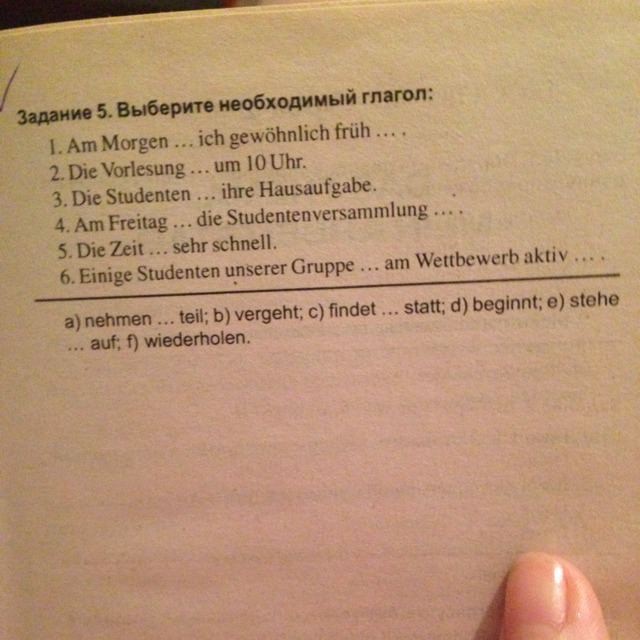 Задание 5. Выберите необходимый глагол:
1. Am Morgen ... ich gewöhnlich früh ... .
2. Die Vorlesung ... um 10 Uhr.
3. Die Studenten ... ihre Hausaufgabe.
4. Am Freitag ... die Studentenversammlung ... .
5. Die Zeit ... sehr schnell.
6. Einige Studenten unserer Gruppe ... am Wettbewerb aktiv ... .
a) nehmen ... teil; b) vergeht; c) findet ... statt; d) beginnt; e) stehe
... auf; f) wiederholen.